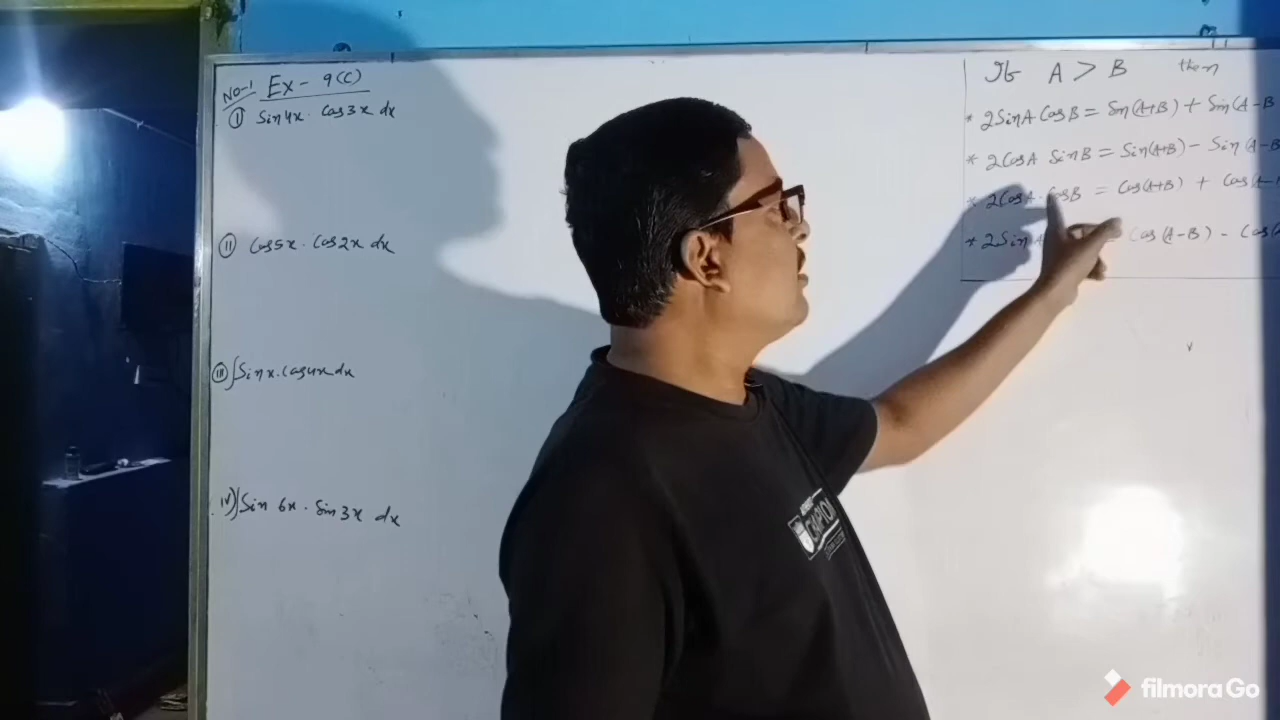 No-1 Ex - 9(C)
(i) Sin4x. Cos3x dx
(ii) Cos5x. Cos2x dx
(iii) ∫Sinx. Cos4x dx
iv) ∫Sin 6x. Sin3x dx
If A > B then
* 2SinA CosB = Sin(A+B) + Sin(A-B
* 2CosA SinB = Sin(A+B) - Sin(A-B
* 2CosA CosB = Cos(A+B) + Cos(A-
* 2Sin Cos(A-B) - Cos(
CAMPION
filmora Go